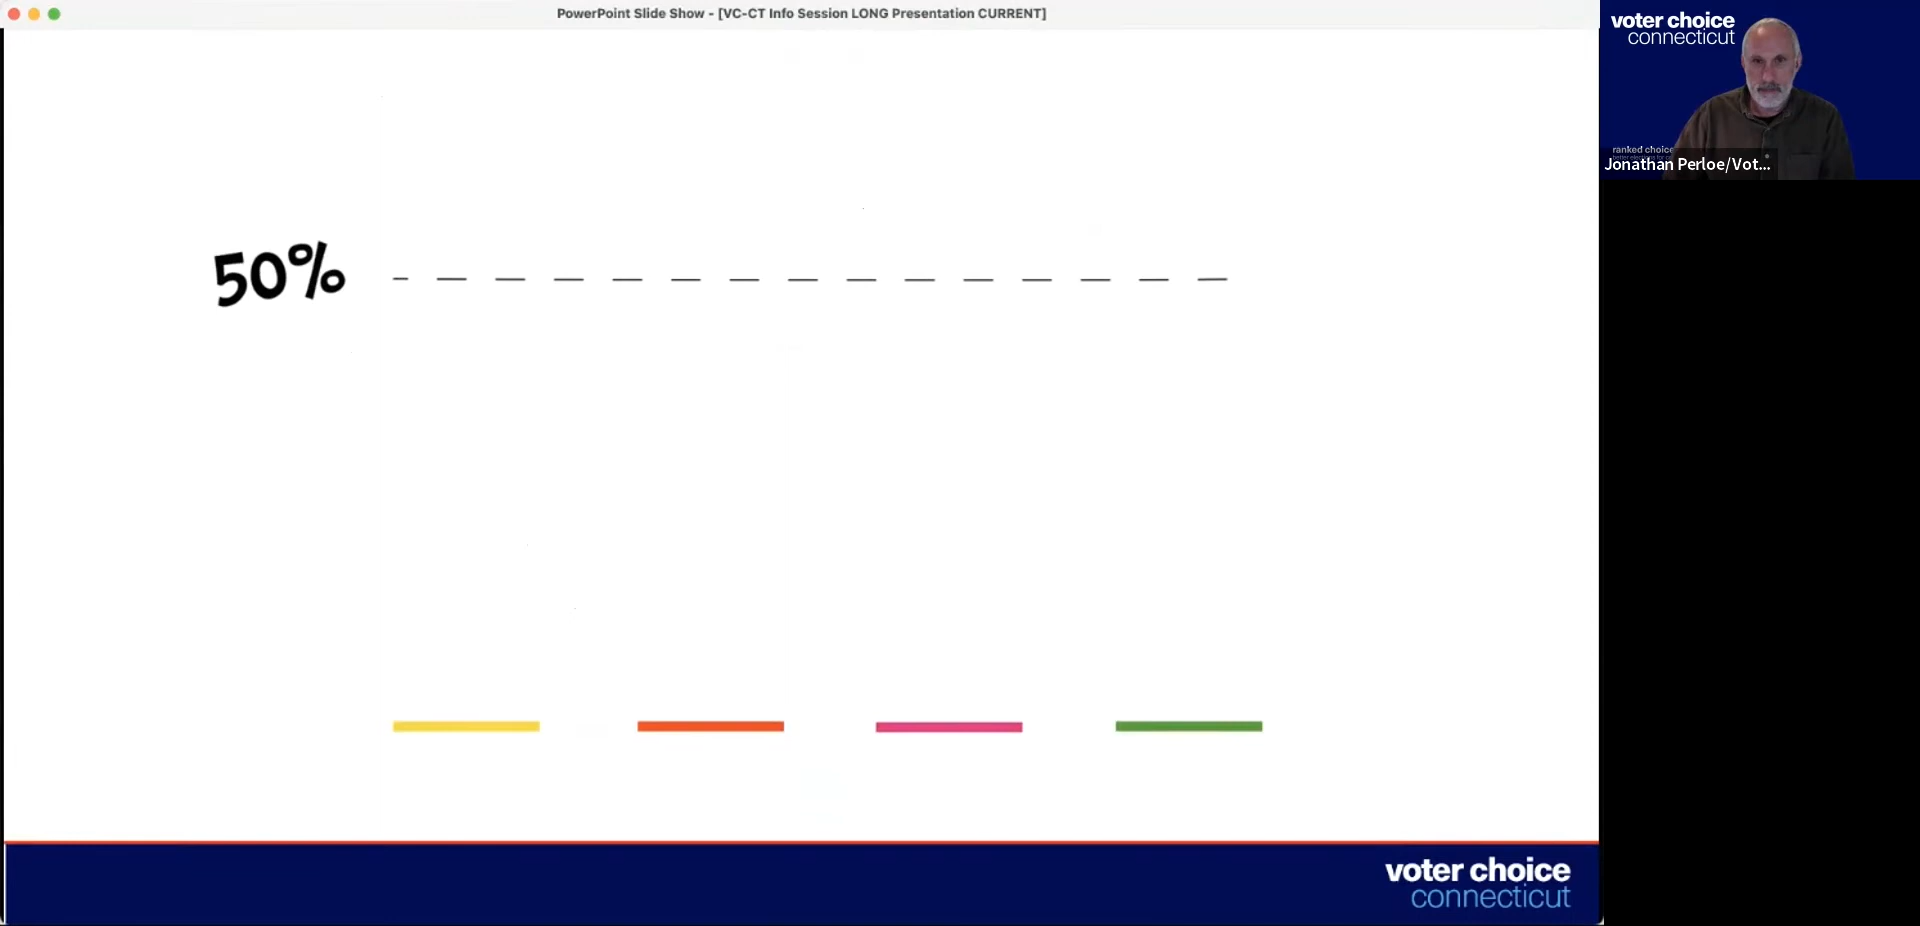 PowerPoint Slide Show - [VC-CT Info Session LONG Presentation CURRENT]
voter choice
connecticut
ranked choice
Jonathan Perloe/Vot...
50%
voter choice
connecticut